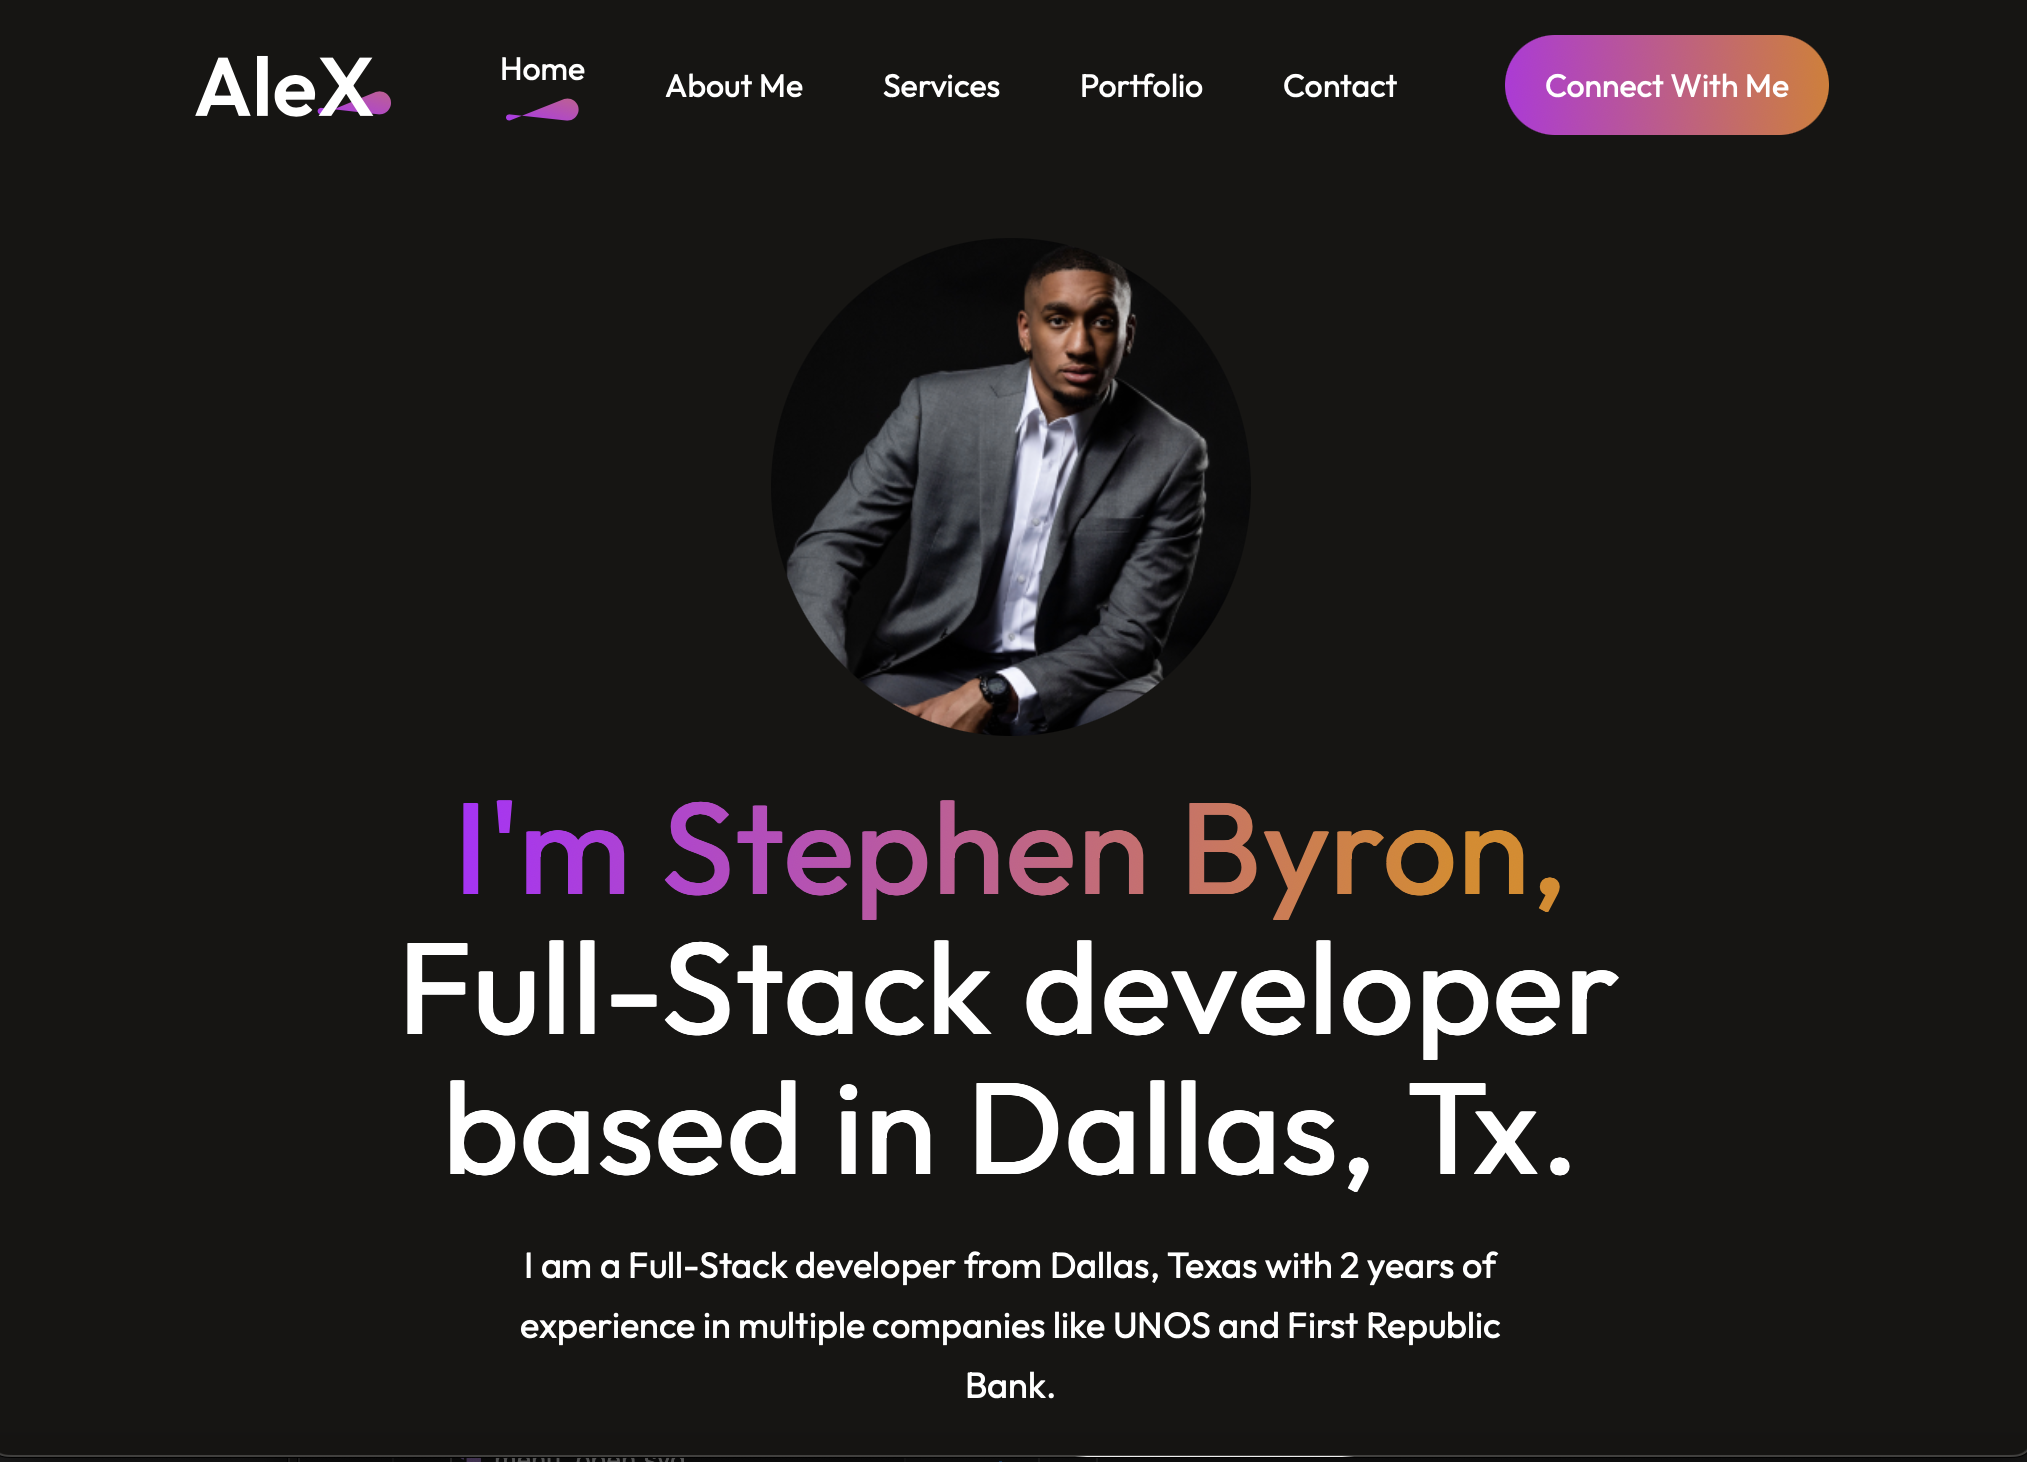 AleX
Home
About Me
Services
Portfolio
Contact
Connect With Me
I'm Stephen Byron,
Full-Stack developer
based in Dallas, Tx.
I am a Full-Stack developer from Dallas, Texas with 2 years of
experience in multiple companies like UNOS and First Republic
Bank.